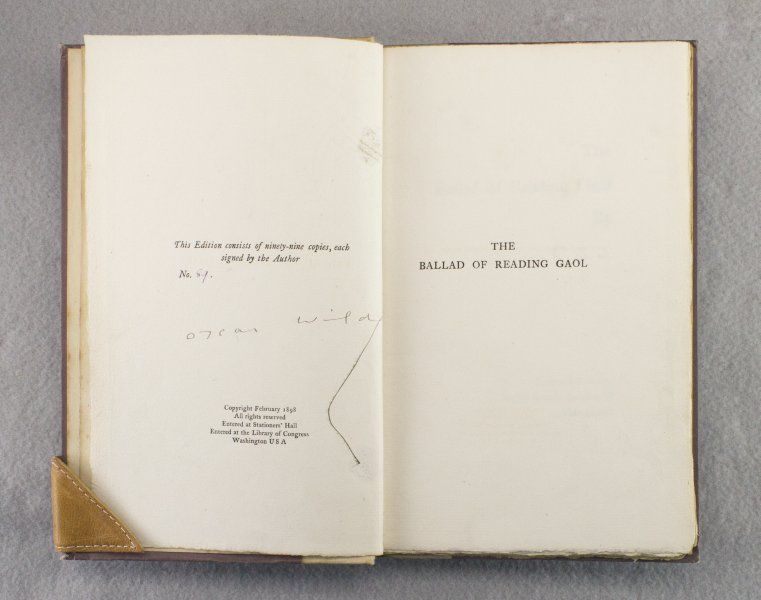 This Edition consists of ninety-nine copies, each
signed by the Author
No.
oscar wilde
Copyright February 1898
All rights reserved
Entered at Stationers' Hall
Entered at the Library of Congress
Washington U S A
THE
BALLAD OF READING GAOL